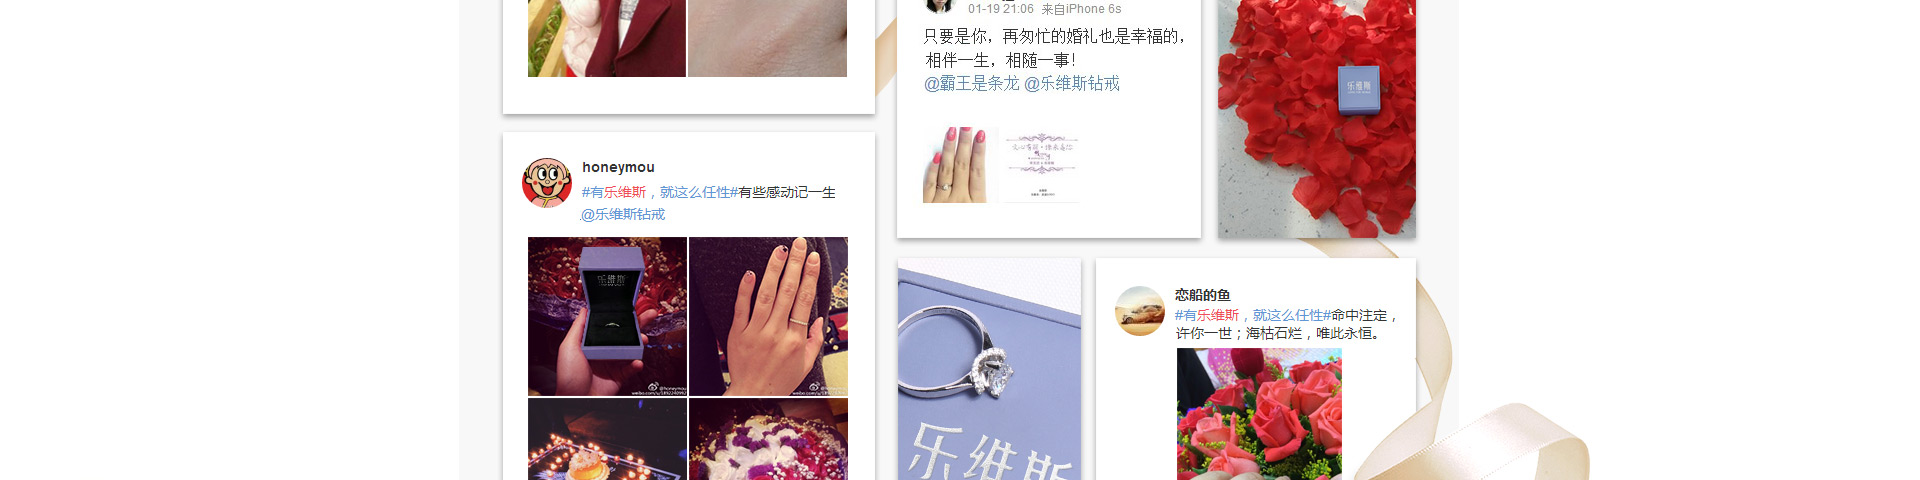 01-19 21:06 来自iPhone 6s
只要是你，再匆忙的婚礼也是幸福的，
相伴一生，相随一事！
@霸王是条龙 @乐维斯钻戒
乐维斯
honeymou
#有乐维斯，就这么任性#有些感动记一生
@乐维斯钻戒
乐维斯
@honeymou
@honeymou
恋船的鱼
#有乐维斯，就这么任性#命中注定，
许你一世；海枯石烂，唯此永恒。
乐维斯